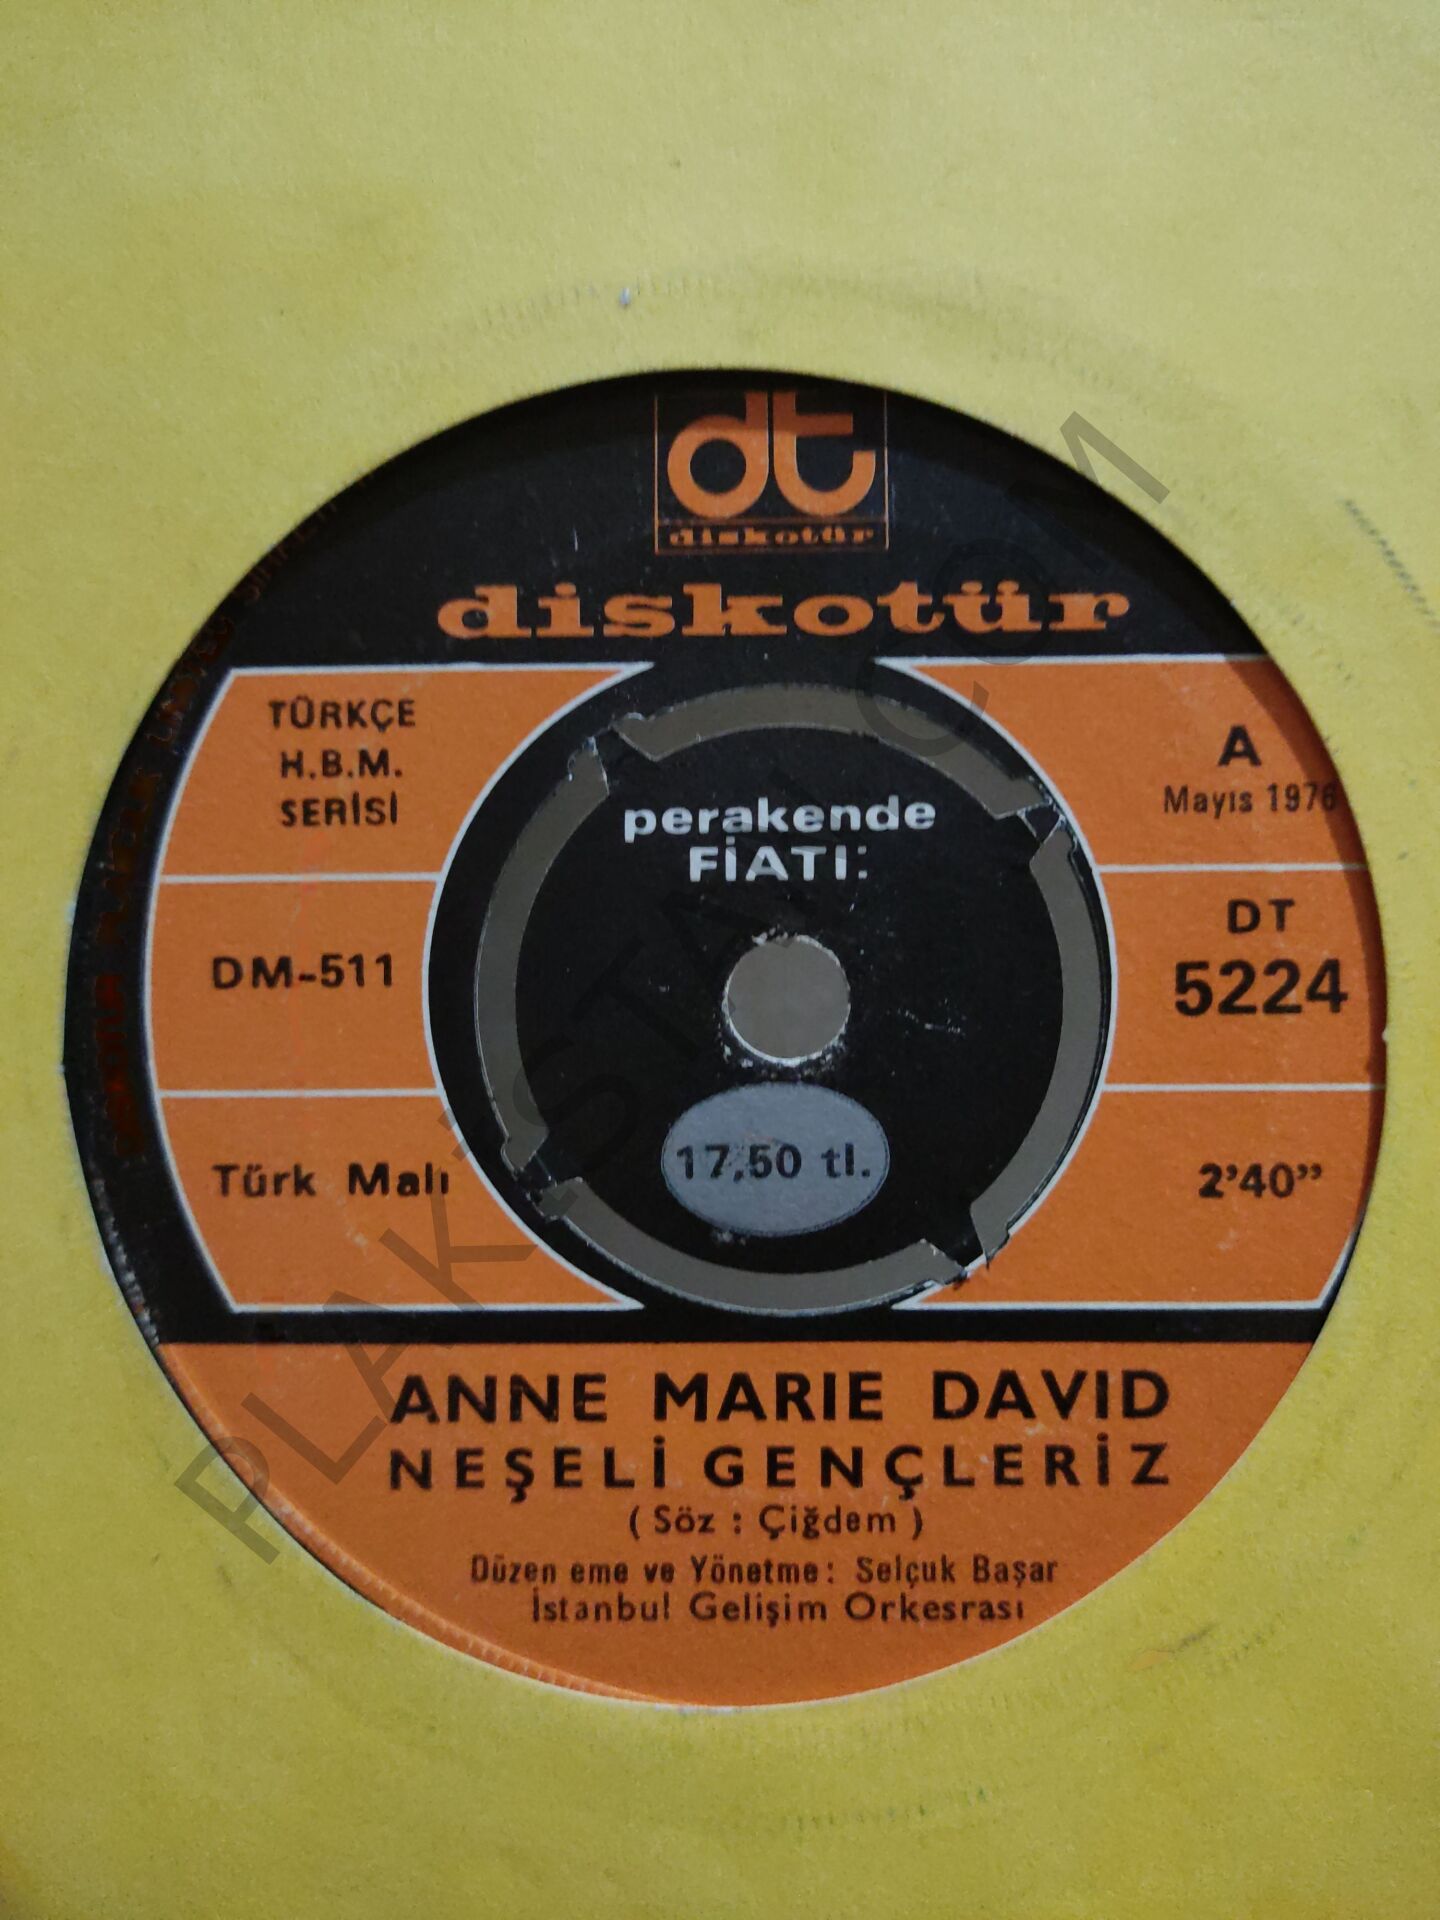 dt
diskotür
diskotür
TÜRKÇE
H.B.M.
SERİSİ
A
Mayıs 1976
perakende
FİATI:
DM-511
DT
5224
Türk Malı
17,50 tl.
2'40"
ANNE MARIE DAVID
NEŞELİ GENÇLERİZ
( Söz : Çiğdem )
Düzen eme ve Yönetme: Selçuk Başar
İstanbul Gelişim Orkesrası
PLAKISTAN.COM